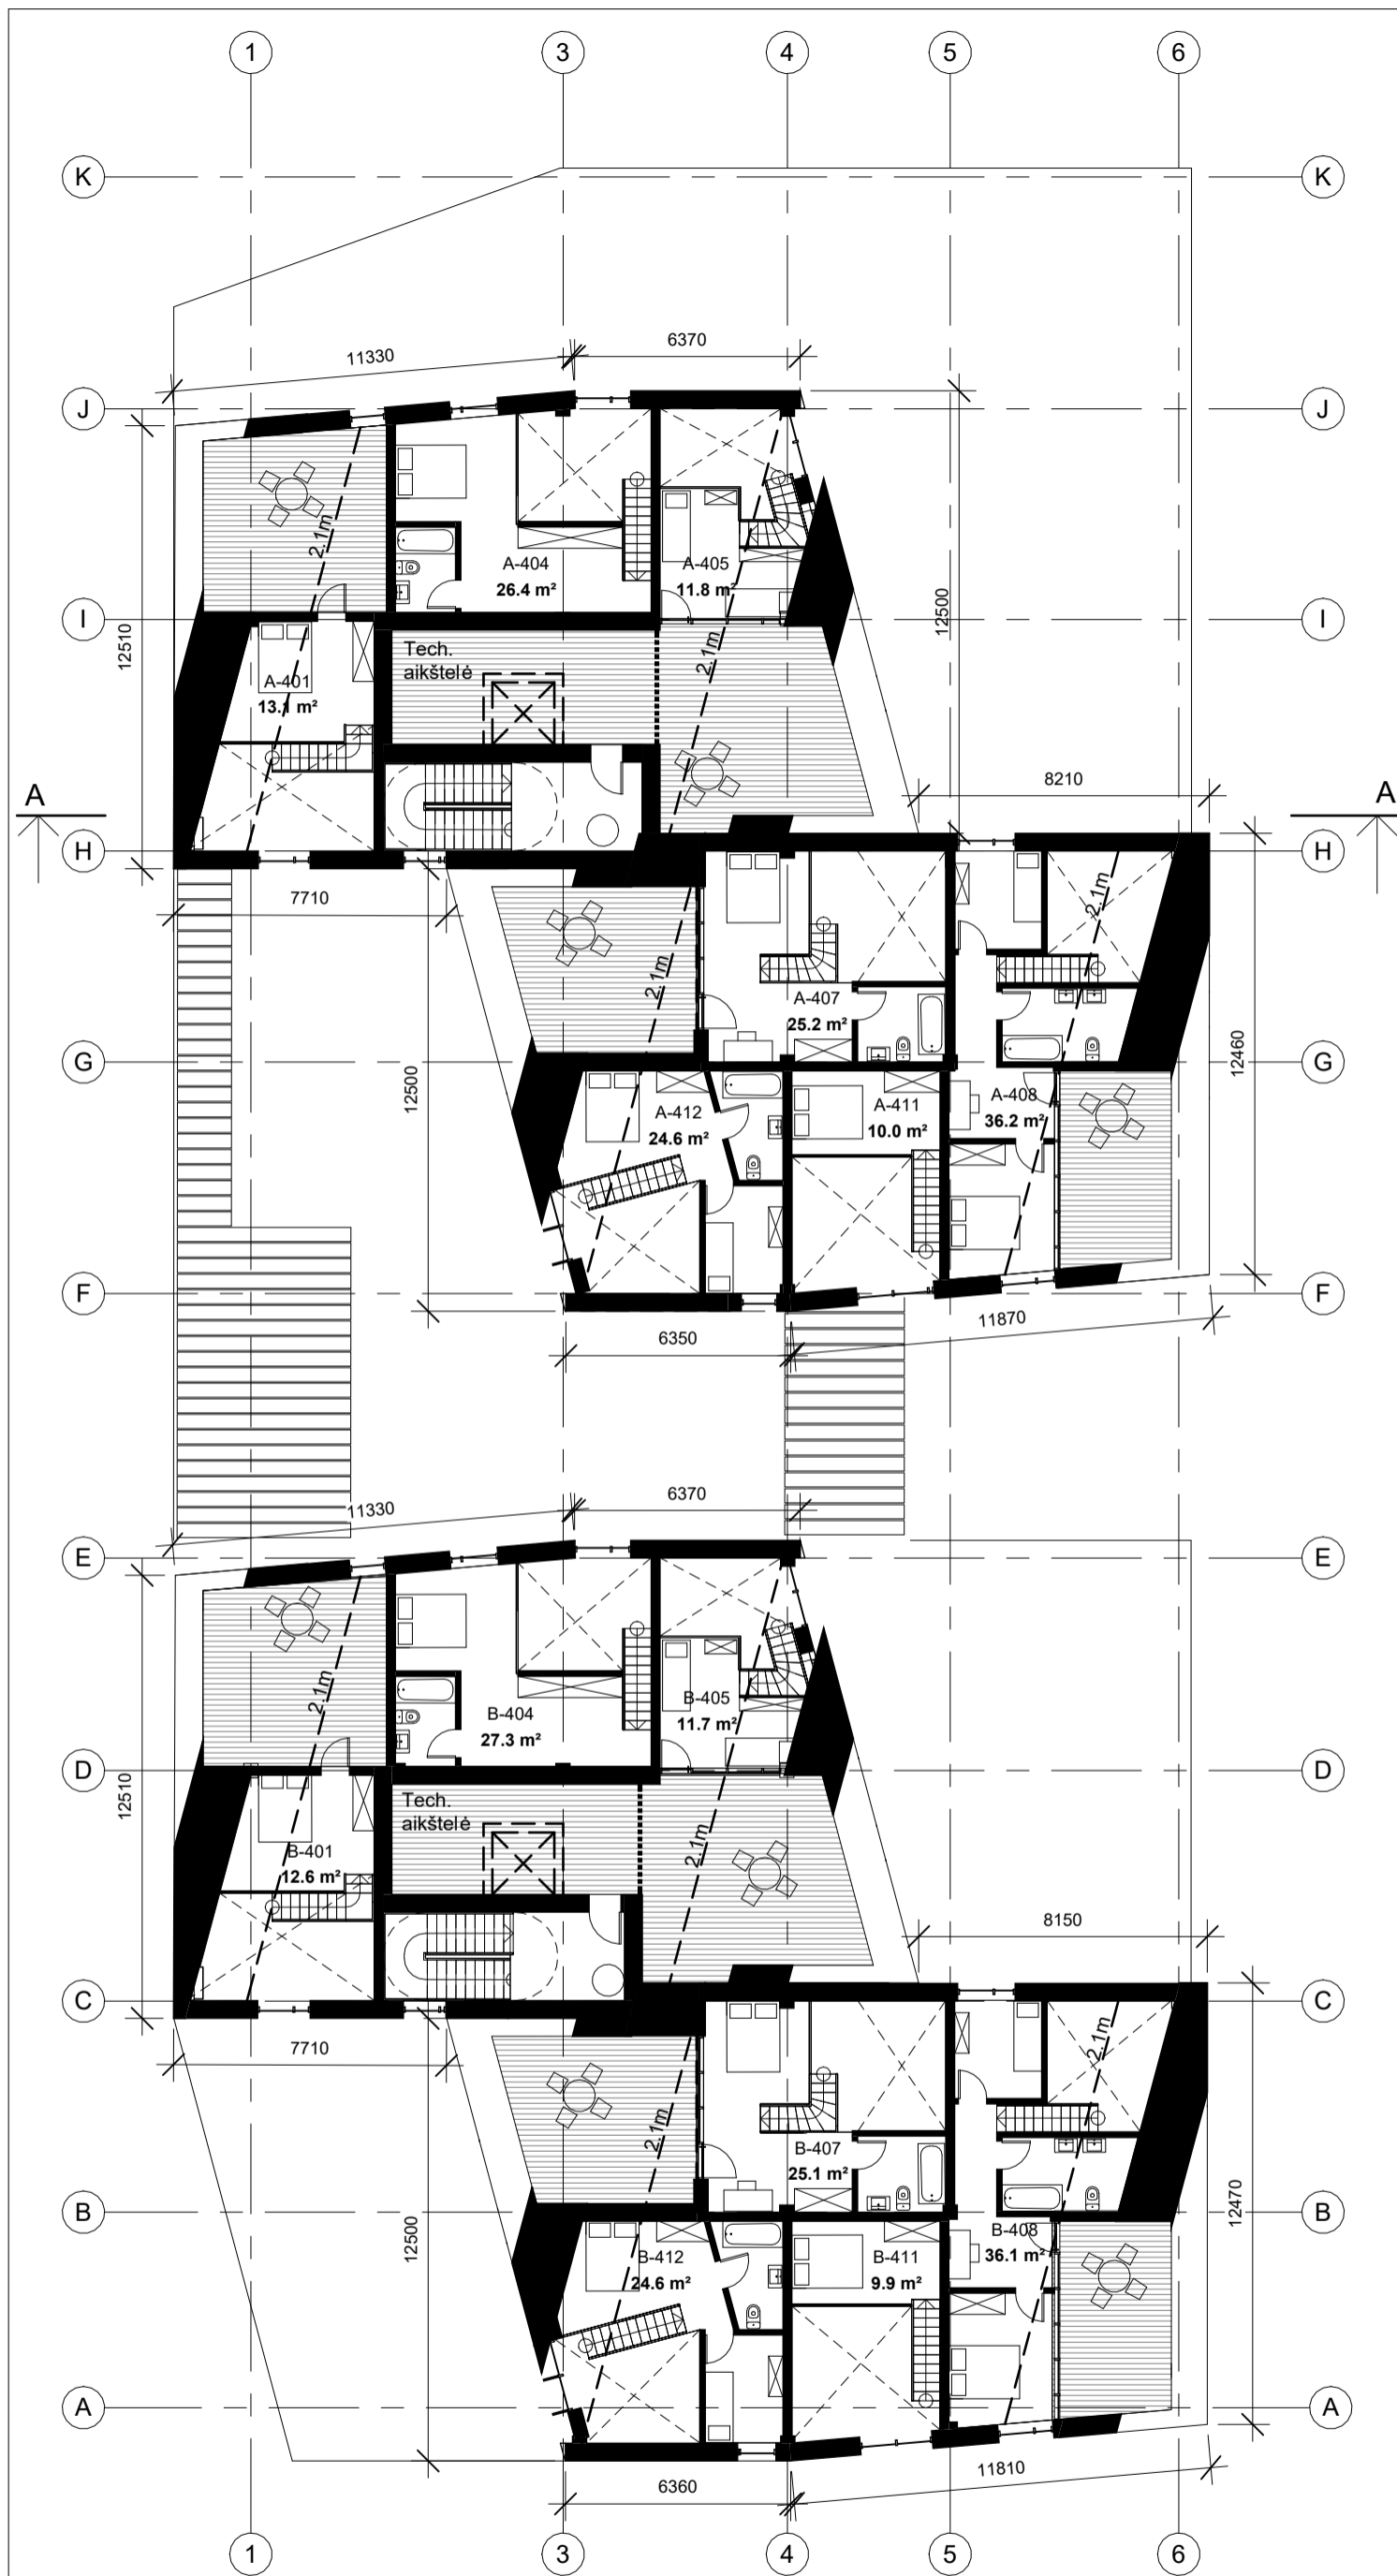 1 3 4 5 6
K K
11330 6370
J J
2.1m
A-404
26.4 m²
A-405
11.8 m²
12500
I I
12510
Tech.
aikštelė
2.1m
A-401
13.1 m²
8210
A A
H H
7710
2.1m
2.1m
A-407
25.2 m²
12460
G G
12500
A-412
24.6 m²
A-411
10.0 m²
A-408
36.2 m²
F F
6350 11870
11330 6370
E E
2.1m
B-404
27.3 m²
B-405
11.7 m²
D D
12510
Tech.
aikštelė
2.1m
B-401
12.6 m²
8150
C C
7710
2.1m
2.1m
B-407
25.1 m²
12470
B B
12500
B-412
24.6 m²
B-411
9.9 m²
B-408
36.1 m²
A A
6360 11810
1 3 4 5 6